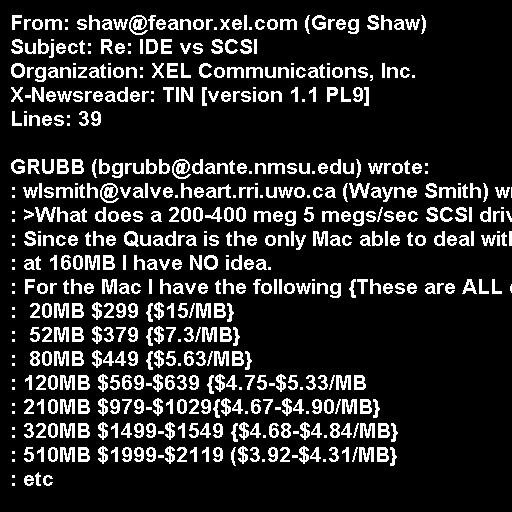 From: shaw@feanor.xel.com (Greg Shaw)
Subject: Re: IDE vs SCSI
Organization: XEL Communications, Inc.
X-Newsreader: TIN [version 1.1 PL9]
Lines: 39

GRUBB (bgrubb@dante.nmsu.edu) wrote:
: wlsmith@valve.heart.rri.uwo.ca (Wayne Smith)
: >What does a 200-400 meg 5 megs/sec SCSI
: Since the Quadra is the only Mac able to deal
: at 160MB I have NO idea.
: For the Mac I have the following {These are ALL
:  20MB $299 {$15/MB}
:  52MB $379 {$7.3/MB}
:  80MB $449 {$5.63/MB}
: 120MB $569-$639 {$4.75-$5.33/MB
: 210MB $979-$1029{$4.67-$4.90/MB}
: 320MB $1499-$1549 {$4.68-$4.84/MB}
: 510MB $1999-$2119 ($3.92-$4.31/MB}
: etc